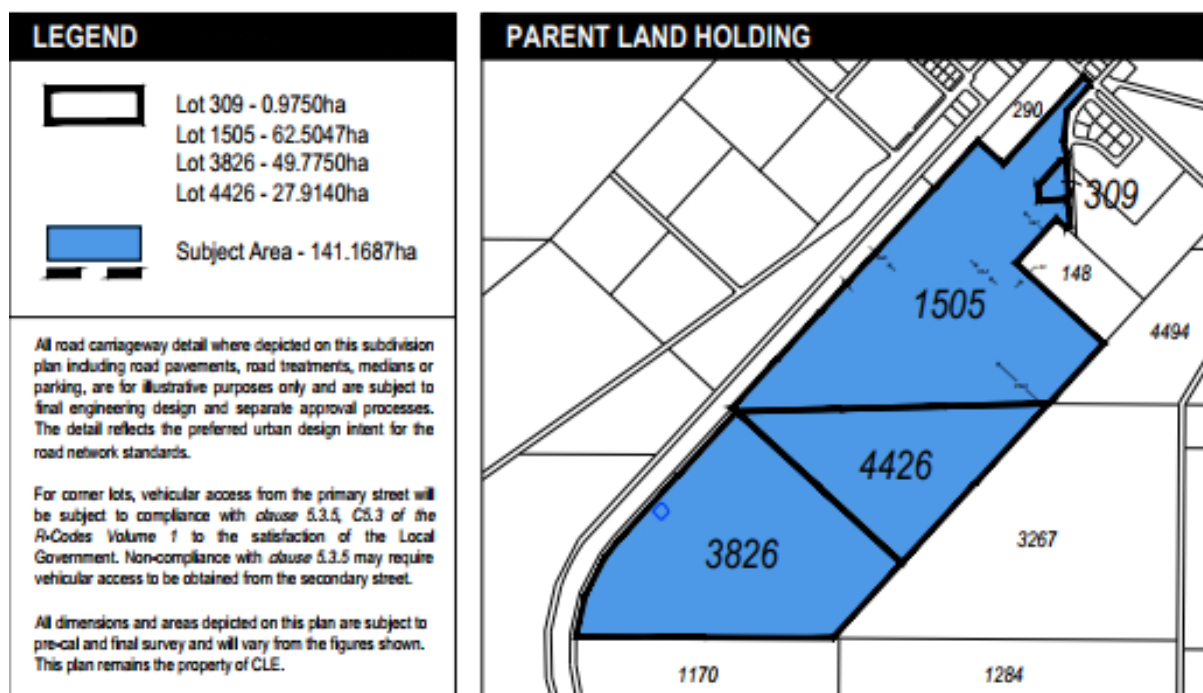 LEGEND
Lot 309 - 0.9750ha
Lot 1505 - 62.5047ha
Lot 3826 - 49.7750ha
Lot 4426 - 27.9140ha
Subject Area - 141.1687ha
All road carriageway detail where depicted on this subdivision
plan including road pavements, road treatments, medians or
parking, are for illustrative purposes only and are subject to
final engineering design and separate approval processes.
The detail reflects the preferred urban design intent for the
road network standards.
For corner lots, vehicular access from the primary street will
be subject to compliance with clause 5.3.5, C5.3 of the
R-Codes Volume 1 to the satisfaction of the Local
Government. Non-compliance with clause 5.3.5 may require
vehicular access to be obtained from the secondary street.
All dimensions and areas depicted on this plan are subject to
pre-cal and final survey and will vary from the figures shown.
This plan remains the property of CLE.
PARENT LAND HOLDING
290
309
148
1505
4494
4426
3267
3826
1170
1284